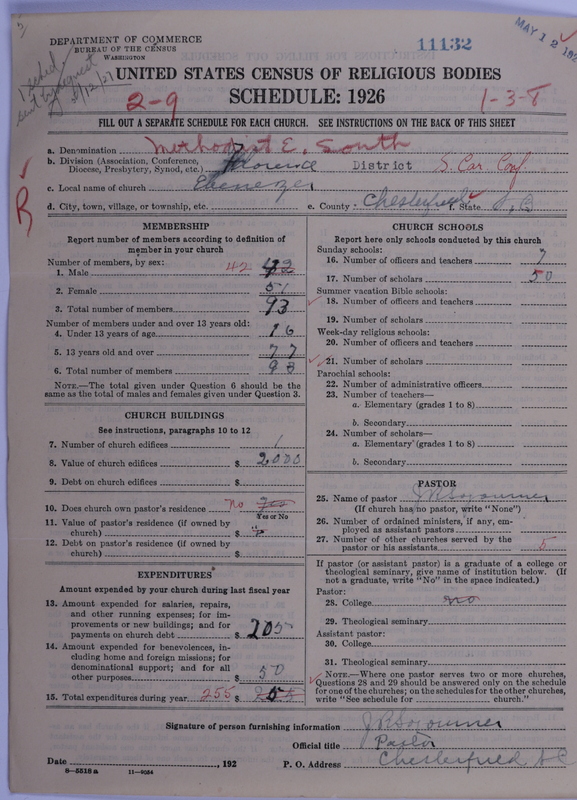 DEPARTMENT OF COMMERCE
BUREAU OF THE CENSUS
WASHINGTON
11132
MAY 12 192
UNITED STATES CENSUS OF RELIGIOUS BODIES
SCHEDULE: 1926
2-9
1-3-8
FILL OUT A SEPARATE SCHEDULE FOR EACH CHURCH. SEE INSTRUCTIONS ON THE BACK OF THIS SHEET
a. Denomination Methodist E. South
b. Division (Association, Conference, Diocese, Presbytery, Synod, etc.) Florence District S. Car. Conf
c. Local name of church Ebenezer
d. City, town, village, or township, etc. e. County Chesterfield f. State S.C
R
MEMBERSHIP
Report number of members according to definition of member in your church
Number of members, by sex:
1. Male 42 42
2. Female 51
3. Total number of members 93
Number of members under and over 13 years old:
4. Under 13 years of age 16
5. 13 years old and over 77
6. Total number of members 93
NOTE.—The total given under Question 6 should be the same as the total of males and females given under Question 3.
CHURCH BUILDINGS
See instructions, paragraphs 10 to 12
7. Number of church edifices 1
8. Value of church edifices $ 2000
9. Debt on church edifices $
10. Does church own pastor's residence no
Yes or No
11. Value of pastor's residence (if owned by church) $
12. Debt on pastor's residence (if owned by church) $
EXPENDITURES
Amount expended by your church during last fiscal year
13. Amount expended for salaries, repairs, and other running expenses; for improvements or new buildings; and for payments on church debt $ 205
14. Amount expended for benevolences, including home and foreign missions; for denominational support; and for all other purposes $ 50
15. Total expenditures during year 255 $ 255
CHURCH SCHOOLS
Report here only schools conducted by this church
Sunday schools:
16. Number of officers and teachers 7
17. Number of scholars 50
Summer vacation Bible schools:
18. Number of officers and teachers
19. Number of scholars
Week-day religious schools:
20. Number of officers and teachers
21. Number of scholars
Parochial schools:
22. Number of administrative officers
23. Number of teachers—
a. Elementary (grades 1 to 8)
b. Secondary
24. Number of scholars—
a. Elementary (grades 1 to 8)
b. Secondary
PASTOR
25. Name of pastor J R Sojourner
(If church has no pastor, write "None")
26. Number of ordained ministers, if any, employed as assistant pastors
27. Number of other churches served by the pastor or his assistants 5
If pastor (or assistant pastor) is a graduate of a college or theological seminary, give name of institution below. (If not a graduate, write "No" in the space indicated.)
Pastor:
28. College no
29. Theological seminary
Assistant pastor:
30. College
31. Theological seminary
NOTE.—Where one pastor serves two or more churches, Questions 28 and 29 should be answered only on the schedule for one of the churches; on the schedules for the other churches, write "See schedule for church."
Signature of person furnishing information J R Sojourner
Official title Pastor
Date , 192 P. O. Address Chesterfield S C
8—5518a 11—9054